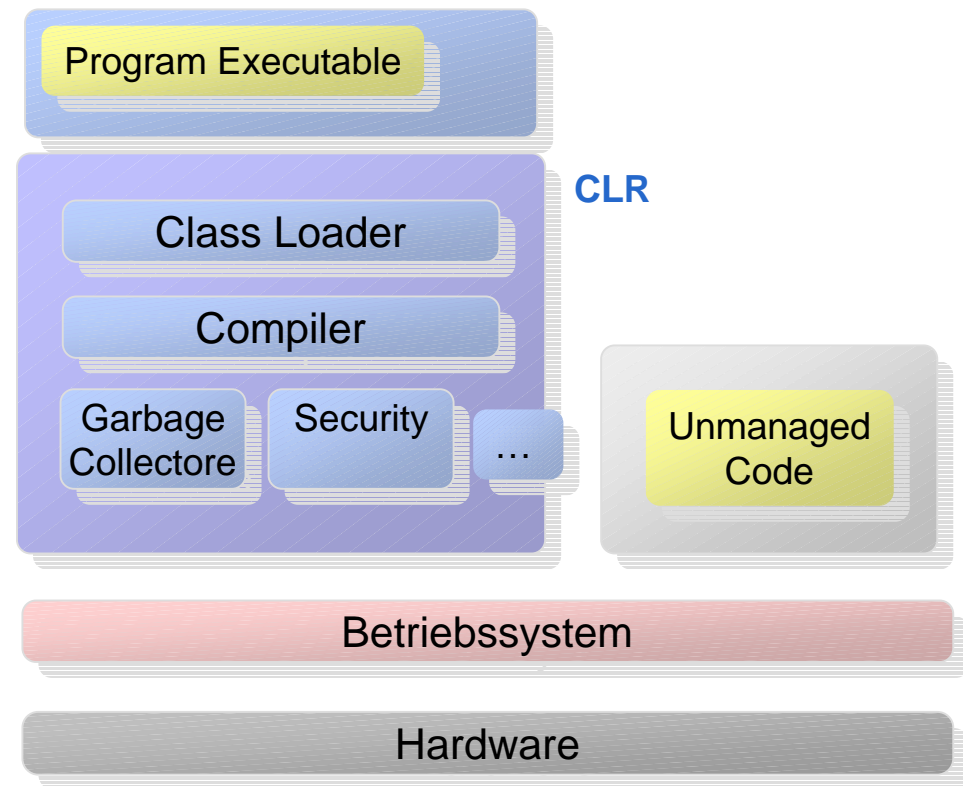 Program Executable
CLR
Class Loader
Compiler
Garbage
Collectore
Security
...
Unmanaged
Code
Betriebssystem
Hardware